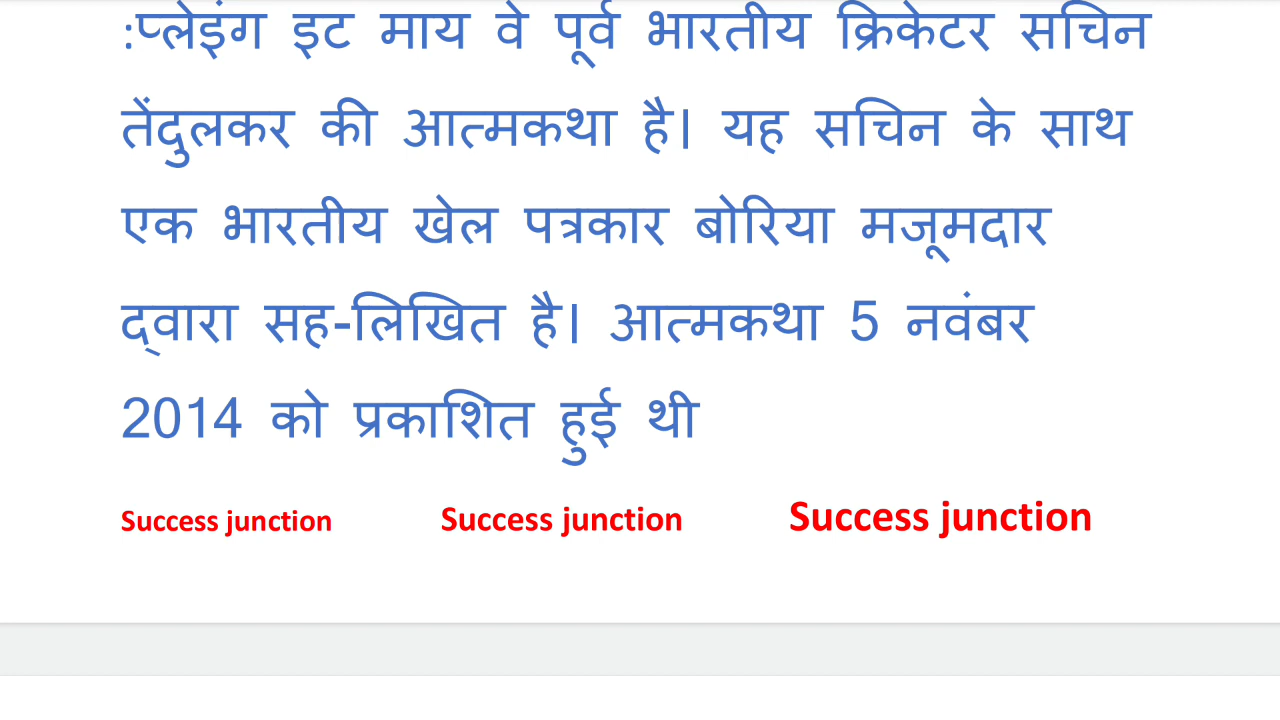 :प्लेइंग इट माय वे पूर्व भारतीय क्रिकेटर सचिन
तेंदुलकर की आत्मकथा है। यह सचिन के साथ
एक भारतीय खेल पत्रकार बोरिया मजूमदार
द्वारा सह-लिखित है। आत्मकथा 5 नवंबर
2014 को प्रकाशित हुई थी
Success junction Success junction Success junction